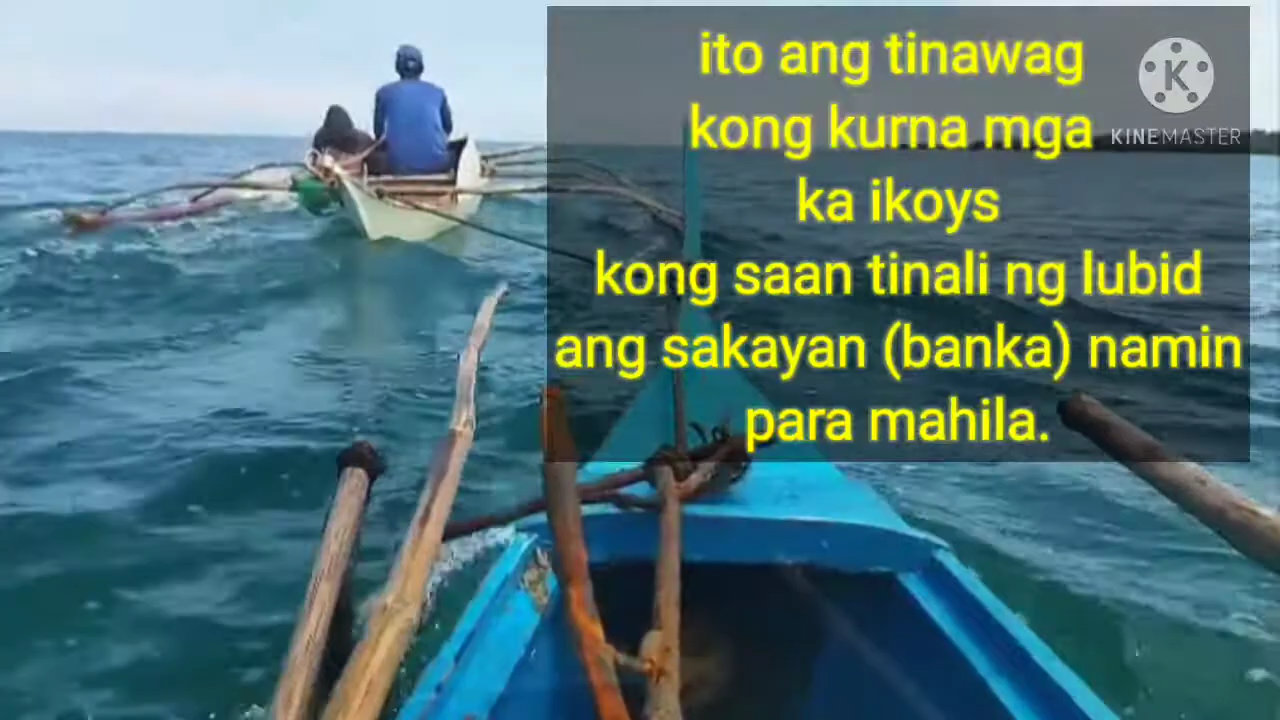 ito ang tinawag
kong kurna mga
ka ikoys
kong saan tinali ng lubid
ang sakayan (banka) namin
para mahila.
K
KINEMASTER